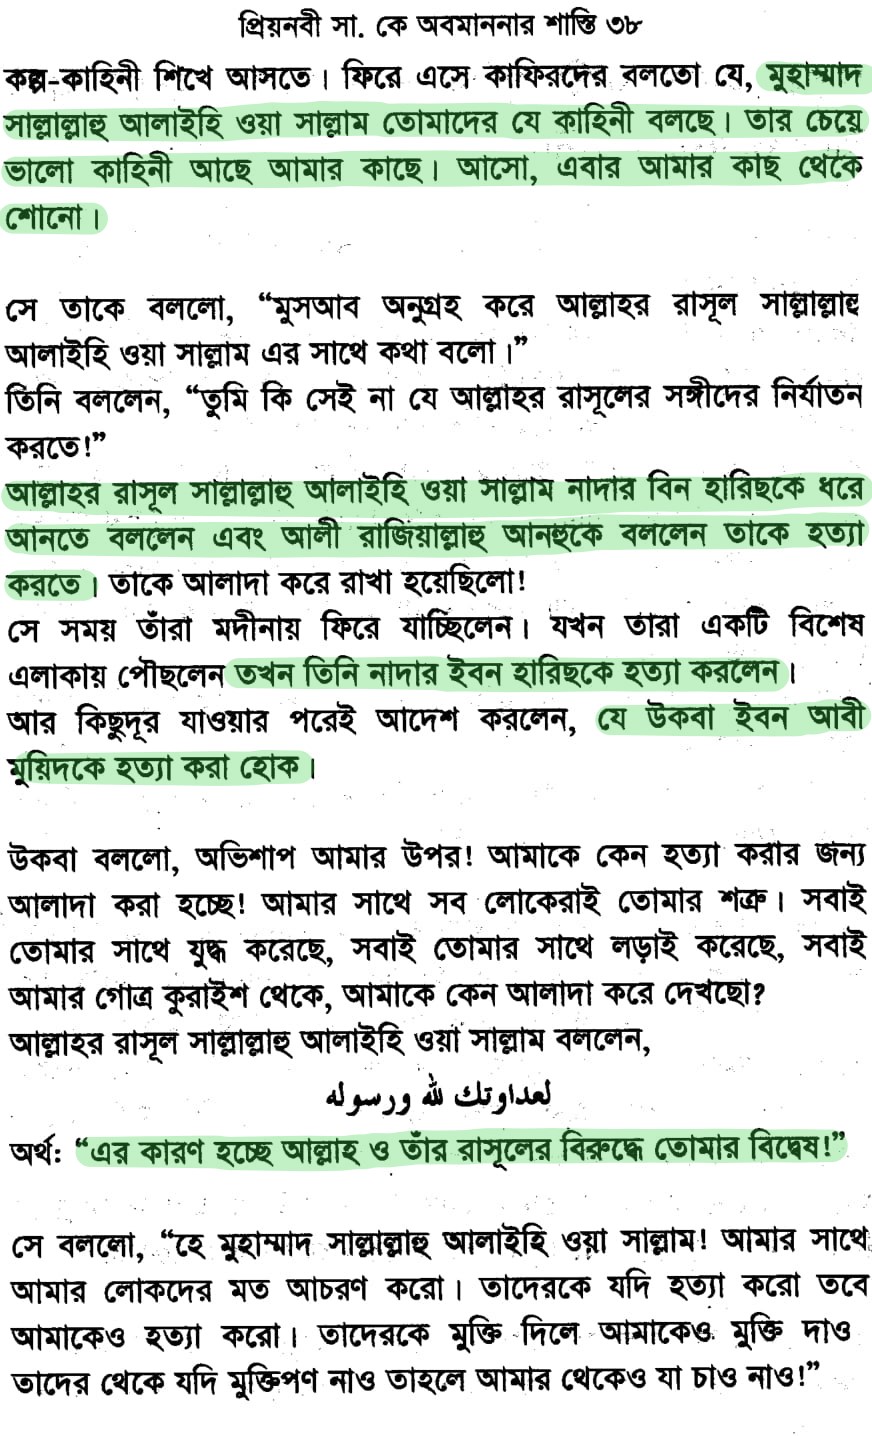 প্রিয়নবী সা. কে অবমাননার শাস্তি ৩৮
কল্প-কাহিনী শিখে আসতে। ফিরে এসে কাফিরদের বলতো যে, মুহাম্মাদ
সাল্লাল্লাহু আলাইহি ওয়া সাল্লাম তোমাদের যে কাহিনী বলছে। তার চেয়ে
ভালো কাহিনী আছে আমার কাছে। আসো, এবার আমার কাছ থেকে
শোনো।
সে তাকে বললো, “মুসআব অনুগ্রহ করে আল্লাহর রাসূল সাল্লাল্লাহু
আলাইহি ওয়া সাল্লাম এর সাথে কথা বলো।”
তিনি বললেন, “তুমি কি সেই না যে আল্লাহর রাসূলের সঙ্গীদের নির্যাতন
করতে!”
আল্লাহর রাসূল সাল্লাল্লাহু আলাইহি ওয়া সাল্লাম নাদার বিন হারিছকে ধরে
আনতে বললেন এবং আলী রাজিয়াল্লাহু আনহুকে বললেন তাকে হত্যা
করতে। তাকে আলাদা করে রাখা হয়েছিলো!
সে সময় তাঁরা মদীনায় ফিরে যাচ্ছিলেন। যখন তারা একটি বিশেষ
এলাকায় পৌছলেন তখন তিনি নাদার ইবন হারিছকে হত্যা করলেন।
আর কিছুদূর যাওয়ার পরেই আদেশ করলেন, যে উকবা ইবন আবী
মুয়িদকে হত্যা করা হোক।
উকবা বললো, অভিশাপ আমার উপর! আমাকে কেন হত্যা করার জন্য
আলাদা করা হচ্ছে! আমার সাথে সব লোকেরাই তোমার শত্রু। সবাই
তোমার সাথে যুদ্ধ করেছে, সবাই তোমার সাথে লড়াই করেছে, সবাই
আমার গোত্র কুরাইশ থেকে, আমাকে কেন আলাদা করে দেখছো?
আল্লাহর রাসূল সাল্লাল্লাহু আলাইহি ওয়া সাল্লাম বললেন,
لعداوتك لله ورسوله
অর্থ: “এর কারণ হচ্ছে আল্লাহ ও তাঁর রাসূলের বিরুদ্ধে তোমার বিদ্বেষ!”
সে বললো, “হে মুহাম্মাদ সাল্লাল্লাহু আলাইহি ওয়া সাল্লাম! আমার সাথে
আমার লোকদের মত আচরণ করো। তাদেরকে যদি হত্যা করো তবে
আমাকেও হত্যা করো। তাদেরকে মুক্তি দিলে আমাকেও মুক্তি দাও
তাদের থেকে যদি মুক্তিপণ নাও তাহলে আমার থেকেও যা চাও নাও!”